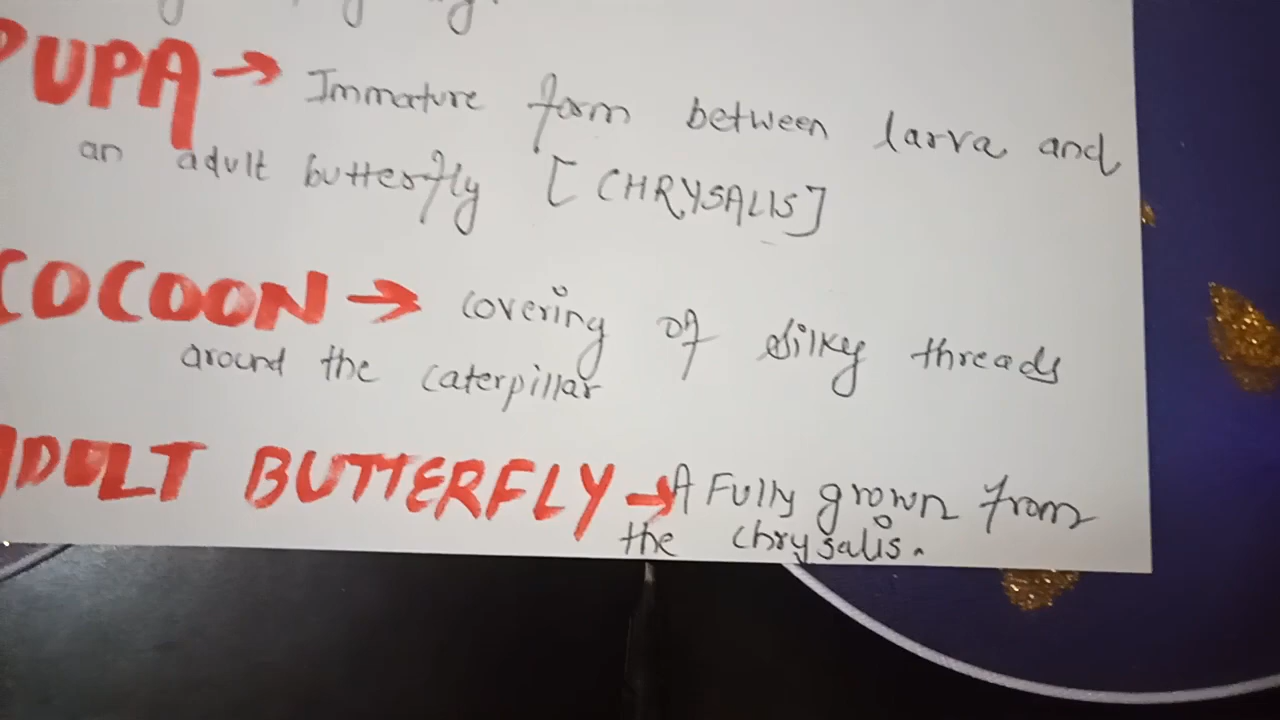 PUPA → Immature form between larva and
an adult butterfly [CHRYSALIS]
COCOON → covering of silky threads
around the caterpillar
ADULT BUTTERFLY → A Fully grown from
the chrysalis.